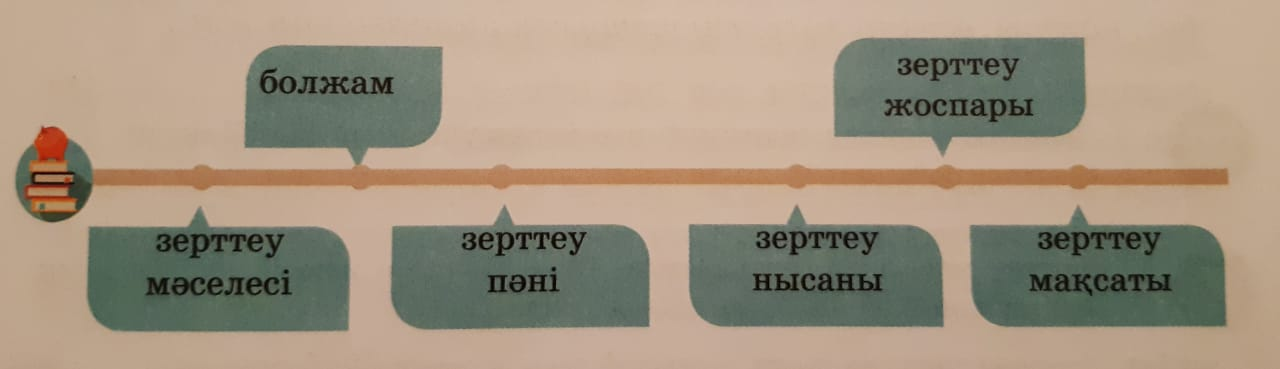 болжам
зерттеу
жоспары
зерттеу
мәселесі
зерттеу
пәні
зерттеу
нысаны
зерттеу
мақсаты